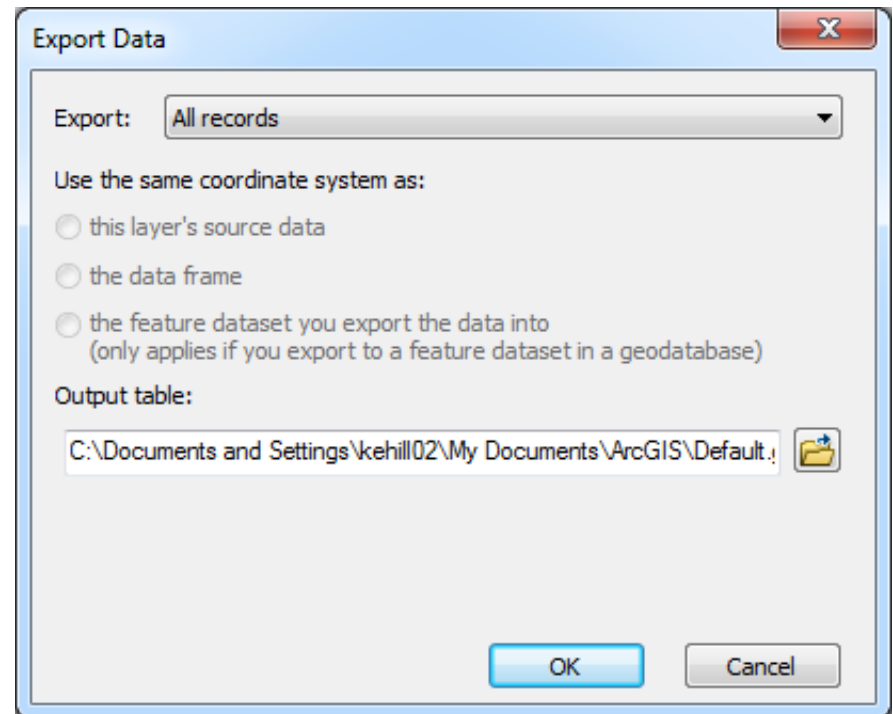 Export Data
Export: All records
Use the same coordinate system as:
this layer's source data
the data frame
the feature dataset you export the data into
(only applies if you export to a feature dataset in a geodatabase)
Output table:
C:\Documents and Settings\kehill02\My Documents\ArcGIS\Default.g
OK Cancel